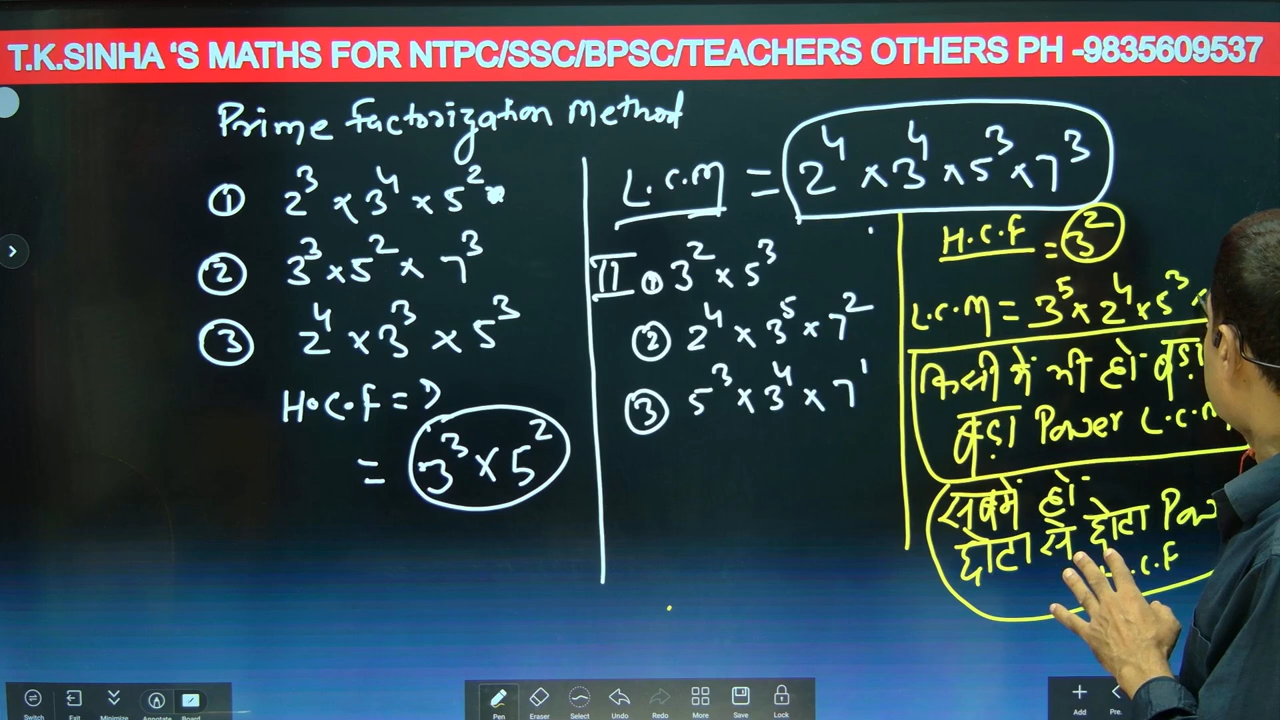 T.K.SINHA 'S MATHS FOR NTPC/SSC/BPSC/TEACHERS OTHERS PH -9835609537
Prime Factorization Method
① 2³ × 3⁴ × 5²
② 3³ × 5² × 7³
③ 2⁴ × 3³ × 5³
H.C.F =>
= 3³ × 5²
L.C.M = 2⁴ × 3⁴ × 5³ × 7³
II ① 3² × 5³
② 2⁴ × 3⁵ × 7²
③ 5³ × 3⁴ × 7¹
H.C.F = 3²
L.C.M = 3⁵ × 2⁴ × 5³
किसी में भी हो बड़ा
बड़ा Power L.C.M
सबमें हो
छोटा से छोटा
.C.F
Switch Exit Minimize Annotate Board
Pen Eraser Select Undo Redo More Save Lock
Add Pre.